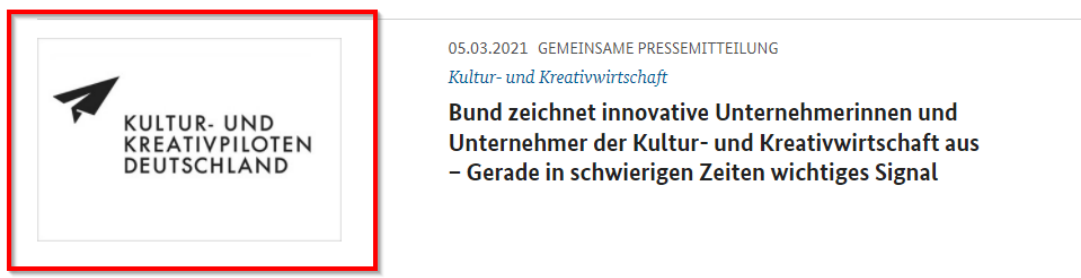 KULTUR- UND
KREATIVPILOTEN
DEUTSCHLAND
05.03.2021 GEMEINSAME PRESSEMITTEILUNG
Kultur- und Kreativwirtschaft
Bund zeichnet innovative Unternehmerinnen und
Unternehmer der Kultur- und Kreativwirtschaft aus
– Gerade in schwierigen Zeiten wichtiges Signal